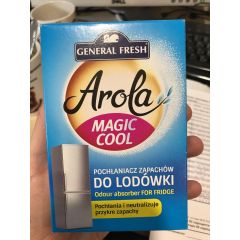 GENERAL FRESH
Arola
MAGIC
COOL
POCHŁANIACZ ZAPACHÓW
DO LODÓWKI
Odour absorber FOR FRIDGE
Pochłania i neutralizuje
przykre zapachy